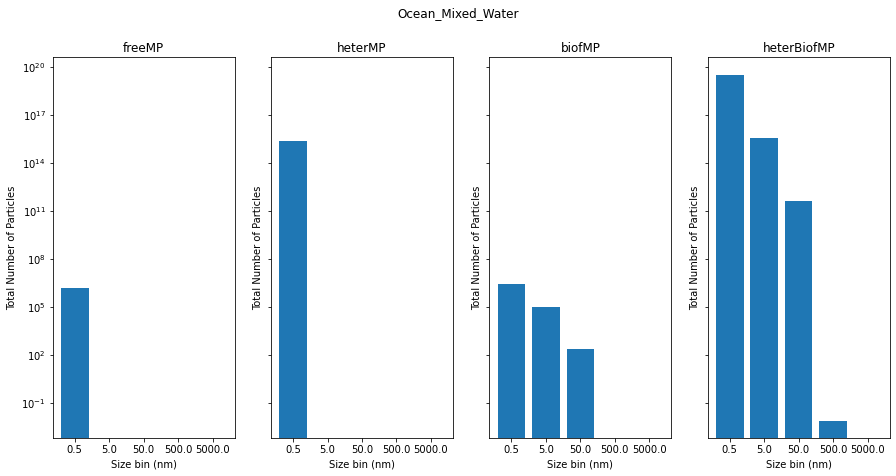 Ocean_Mixed_Water
freeMP
heterMP
biofMP
heterBiofMP
Total Number of Particles
10^20
10^17
10^14
10^11
10^8
10^5
10^2
10^-1
0.5 5.0 50.0 500.0 5000.0
Size bin (nm)
Total Number of Particles
0.5 5.0 50.0 500.0 5000.0
Size bin (nm)
Total Number of Particles
0.5 5.0 50.0 500.0 5000.0
Size bin (nm)
Total Number of Particles
0.5 5.0 50.0 500.0 5000.0
Size bin (nm)